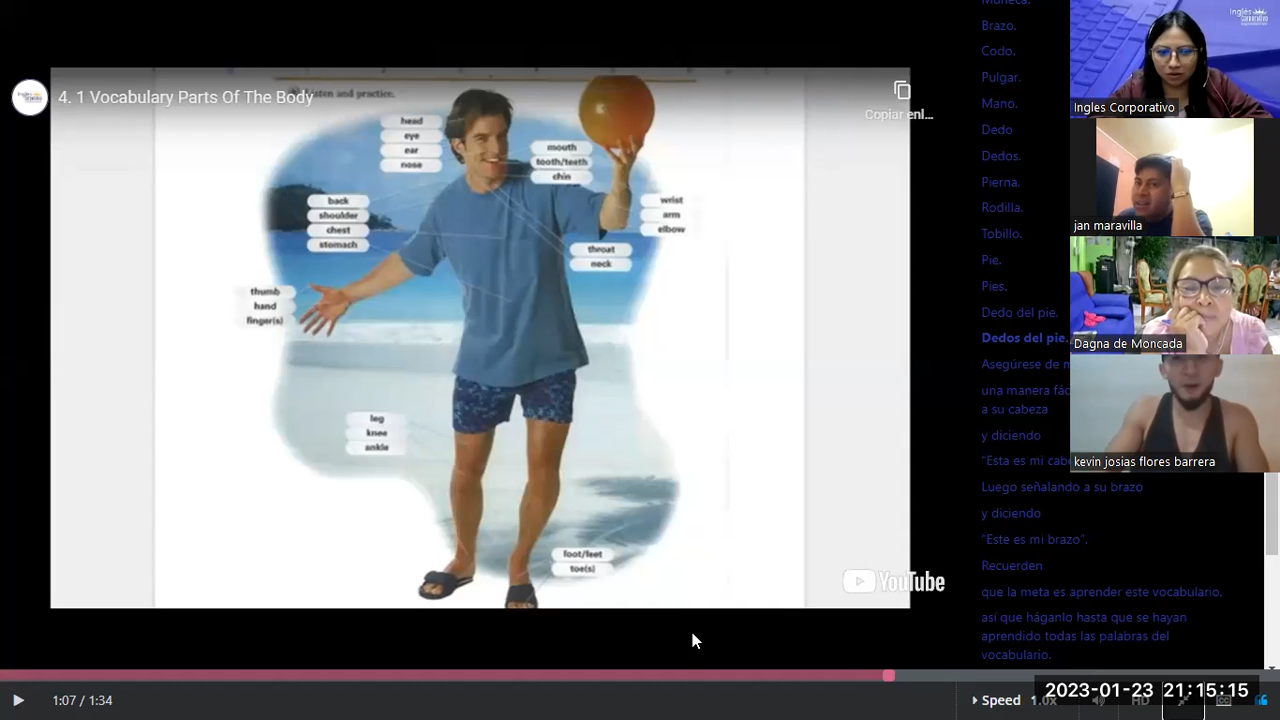 4. 1 Vocabulary Parts Of The Body
Listen and practice.
Copiar enl...
head
eye
ear
nose
mouth
tooth/teeth
chin
back
shoulder
chest
stomach
wrist
arm
elbow
throat
neck
thumb
hand
finger(s)
leg
knee
ankle
foot/feet
toe(s)
YouTube
Muñeca.
Brazo.
Codo.
Pulgar.
Mano.
Dedo
Dedos.
Pierna.
Rodilla.
Tobillo.
Pie.
Pies.
Dedo del pie.
Dedos del pie.
Asegúrese de
una manera
a su cabeza
y diciendo
"Esta es mi
Luego señalando a su brazo
y diciendo
"Este es mi brazo".
Recuerden
que la meta es aprender este vocabulario,
así que háganlo hasta que se hayan
aprendido todas las palabras del
vocabulario.
Inglés
Corporativo
Ingles Corporativo
jan maravilla
Dagna de Moncada
kevin josias flores barrera
1:07 / 1:34
Speed 1.0x
HD
2023-01-23 21:15:15